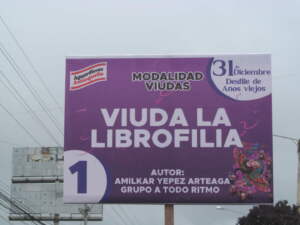 31 Diciembre
Desfile de
Años viejos
MODALIDAD
VIUDAS
VIUDA LA
LIBROFILIA
1
AUTOR:
AMILKAR YEPEZ ARTEAGA
GRUPO A TODO RITMO